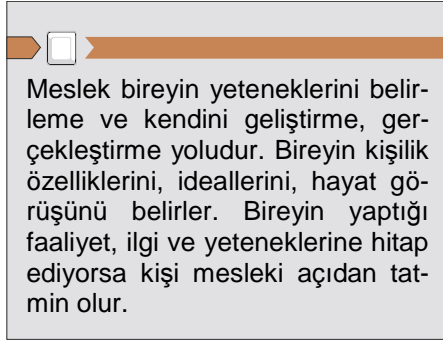 Meslek bireyin yeteneklerini belir-
leme ve kendini geliştirme, ger-
çekleştirme yoludur. Bireyin kişilik
özelliklerini, ideallerini, hayat gö-
rüşünü belirler. Bireyin yaptığı
faaliyet, ilgi ve yeteneklerine hitap
ediyorsa kişi mesleki açıdan tat-
min olur.